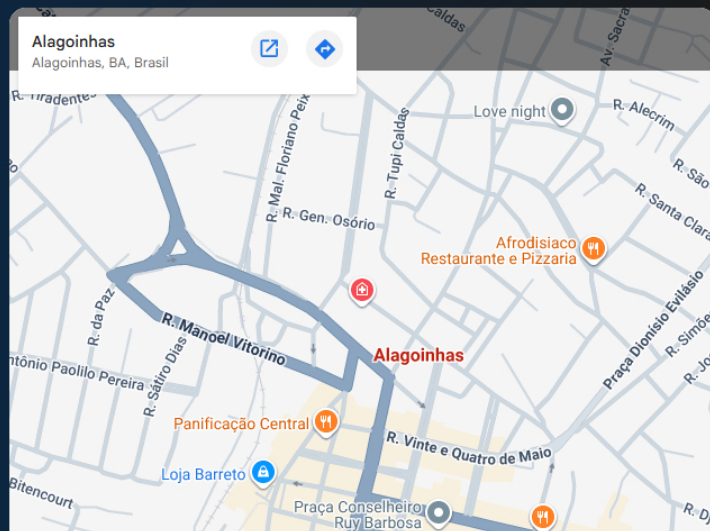 Alagoinhas
Alagoinhas, BA, Brasil
Caldas
Av. Sacra
R. Tiradentes
R. Mal. Floriano Peix
R. Tupi Caldas
Love night
R. Alecrim
R. São
R. Santa Clara
R. Gen. Osório
Afrodisiaco
Restaurante e Pizzaria
Praça Dionísio Evilásio
R. Simõe
R. Jo
R. da Paz
R. Manoel Vitorino
Alagoinhas
ntônio Paolilo Pereira
R. Sátiro Dias
Panificação Central
R. Vinte e Quatro de Maio
Loja Barreto
Bitencourt
Praça Conselheiro
Ruy Barbosa
R. D